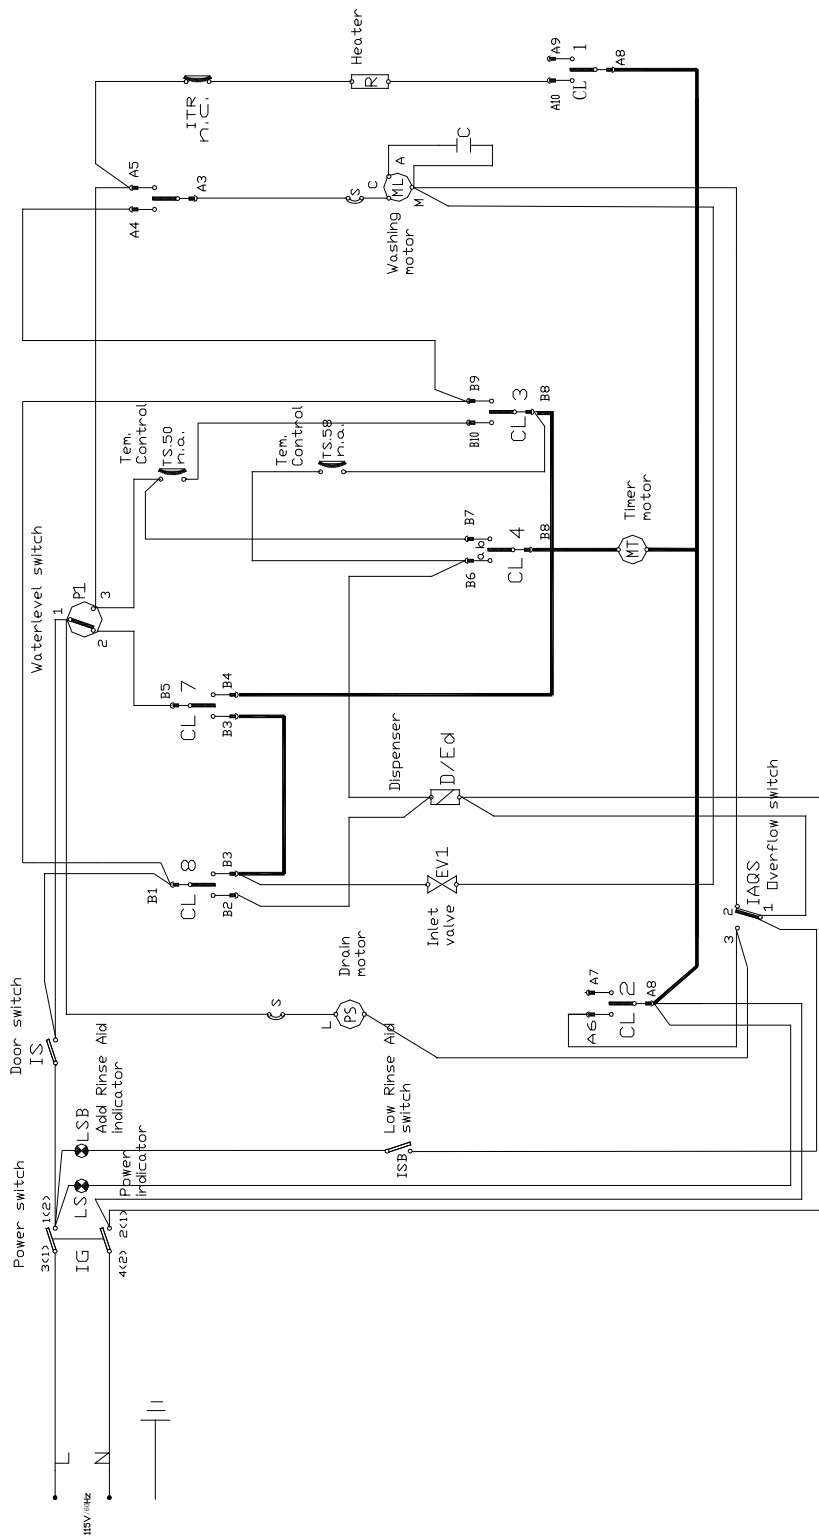 115V/60Hz
L
N
Power switch
3(1)
1(2)
IG
4(2)
2(1)
LS
Power
indicator
LSB
Add Rinse Aid
indicator
Door switch
IS
ISB
Low Rinse Aid
switch
S
L
PS
Drain
motor
A6
A7
CL 2
A8
IAQS
Overflow switch
3
2
1
B1
CL 8
B2
B3
Inlet
valve
EV1
Dispenser
D/Ed
B5
CL 7
B3
B4
Waterlevel switch
1
P1
2
3
Tem.
Control
TS.50
n.a.
Tem.
Control
TS.58
n.a.
B6
B7
a b
CL 4
B8
MT
Timer
motor
B10
B9
CL 3
B8
A4
A5
A3
S
Washing
motor
ML
C
A
M
C
ITR
n.C.
Heater
R
A10
A9
CL 1
A8